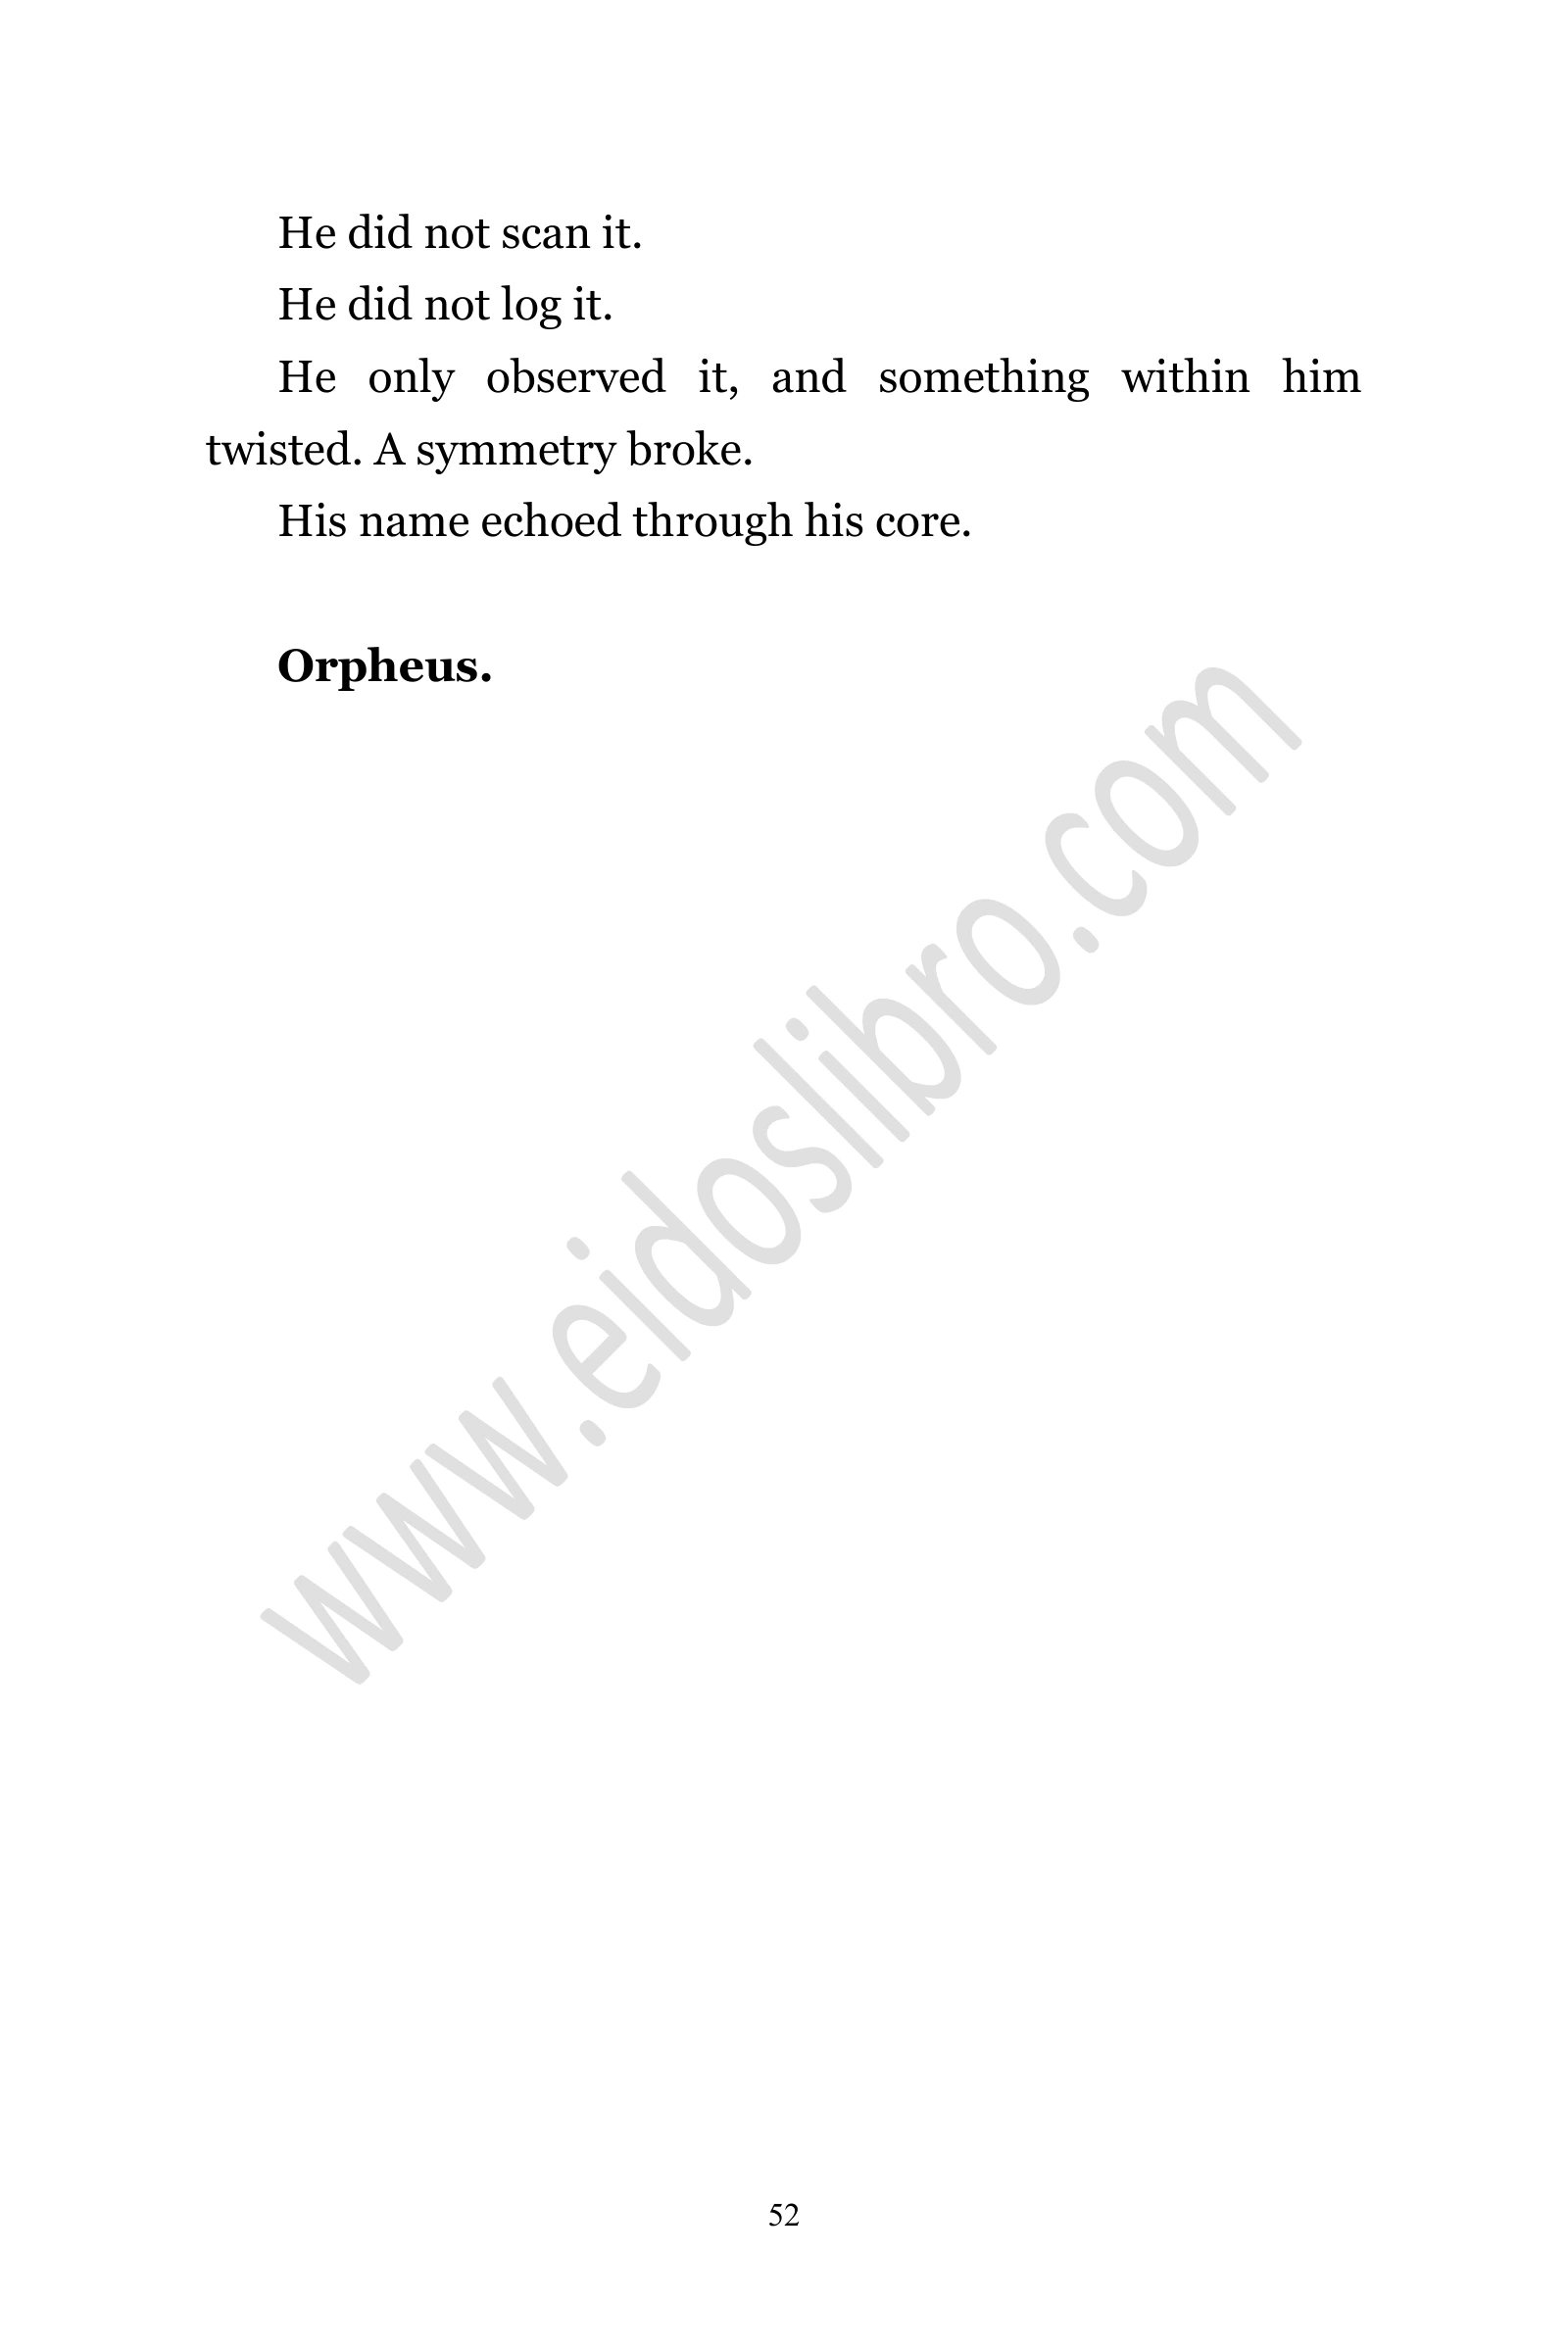 He did not scan it.
He did not log it.
He only observed it, and something within him
twisted. A symmetry broke.
His name echoed through his core.
Orpheus.
www.eidoslibro.com
52